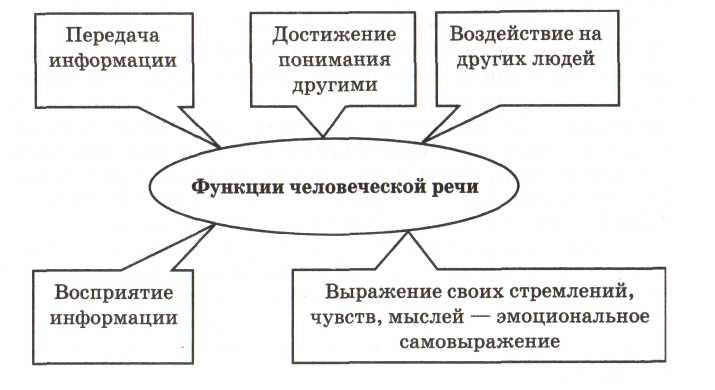 Передача
информации
Достижение
понимания
другими
Воздействие на
других людей
Функции человеческой речи
Восприятие
информации
Выражение своих стремлений,
чувств, мыслей — эмоциональное
самовыражение